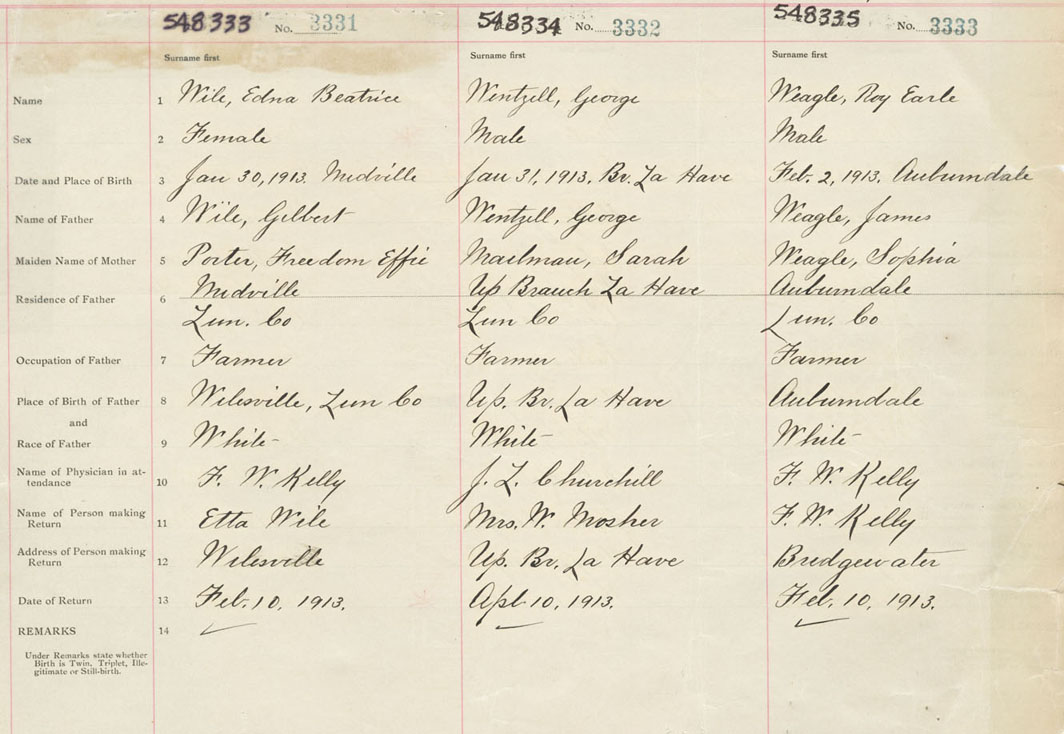 548333 No. 3331 548334 No. 3332 548335 No. 3333
Surname first Surname first Surname first
Name 1 Wile, Edna Beatrice Wentzell, George Weagle, Roy Earle
Sex 2 Female Male Male
Date and Place of Birth 3 Jan 30, 1913. Midville Jan 31, 1913. Br. La Have Feb. 2, 1913. Auburndale
Name of Father 4 Wile, Gilbert Wentzell, George Weagle, James
Maiden Name of Mother 5 Porter, Freedom Effie Mailman, Sarah Weagle, Sophia
Residence of Father 6 Midville Up Branch La Have Auburndale
Lun. Co Lun Co Lun. Co
Occupation of Father 7 Farmer Farmer Farmer
Place of Birth of Father 8 Wilesville, Lun Co Up. Br. La Have Auburndale
and
Race of Father 9 White White White
Name of Physician in at-
tendance 10 F. W. Kelly J. L. Churchill F. W. Kelly
Name of Person making
Return 11 Etta Wile Mrs. W. Mosher F. W. Kelly
Address of Person making
Return 12 Wilesville Up. Br. La Have Bridgewater
Date of Return 13 Feb. 10, 1913. Apl 10, 1913. Feb. 10, 1913.
REMARKS 14
Under Remarks state whether
Birth is Twin, Triplet, Ille-
gitimate or Still-birth.